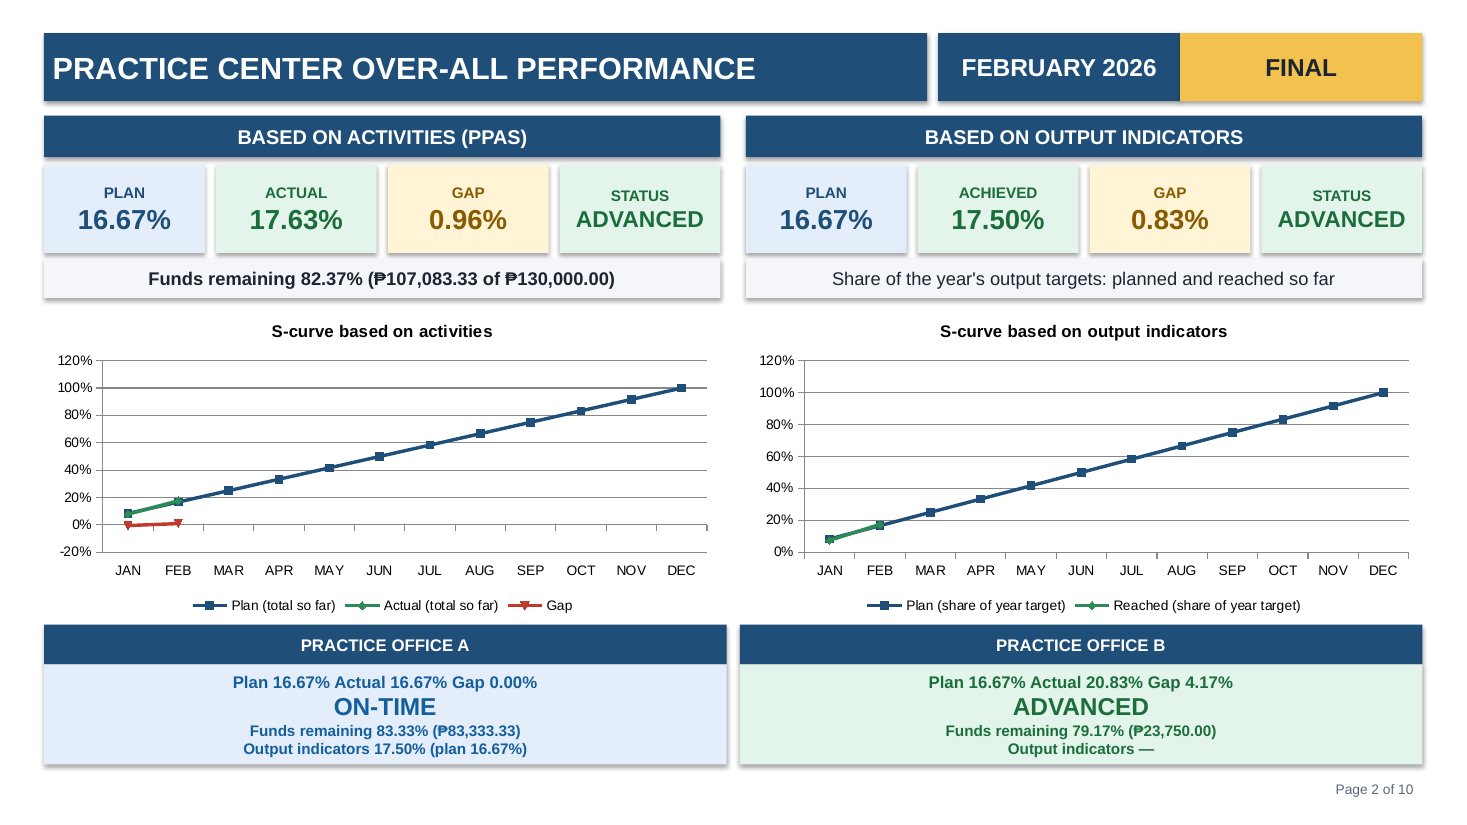 PRACTICE CENTER OVER-ALL PERFORMANCE
FEBRUARY 2026
FINAL
BASED ON ACTIVITIES (PPAS)
PLAN
16.67%
ACTUAL
17.63%
GAP
0.96%
STATUS
ADVANCED
Funds remaining 82.37% (₱107,083.33 of ₱130,000.00)
BASED ON OUTPUT INDICATORS
PLAN
16.67%
ACHIEVED
17.50%
GAP
0.83%
STATUS
ADVANCED
Share of the year's output targets: planned and reached so far
S-curve based on activities
120%
100%
80%
60%
40%
20%
0%
-20%
JAN FEB MAR APR MAY JUN JUL AUG SEP OCT NOV DEC
Plan (total so far) Actual (total so far) Gap
S-curve based on output indicators
120%
100%
80%
60%
40%
20%
0%
JAN FEB MAR APR MAY JUN JUL AUG SEP OCT NOV DEC
Plan (share of year target) Reached (share of year target)
PRACTICE OFFICE A
Plan 16.67% Actual 16.67% Gap 0.00%
ON-TIME
Funds remaining 83.33% (₱83,333.33)
Output indicators 17.50% (plan 16.67%)
PRACTICE OFFICE B
Plan 16.67% Actual 20.83% Gap 4.17%
ADVANCED
Funds remaining 79.17% (₱23,750.00)
Output indicators —
Page 2 of 10